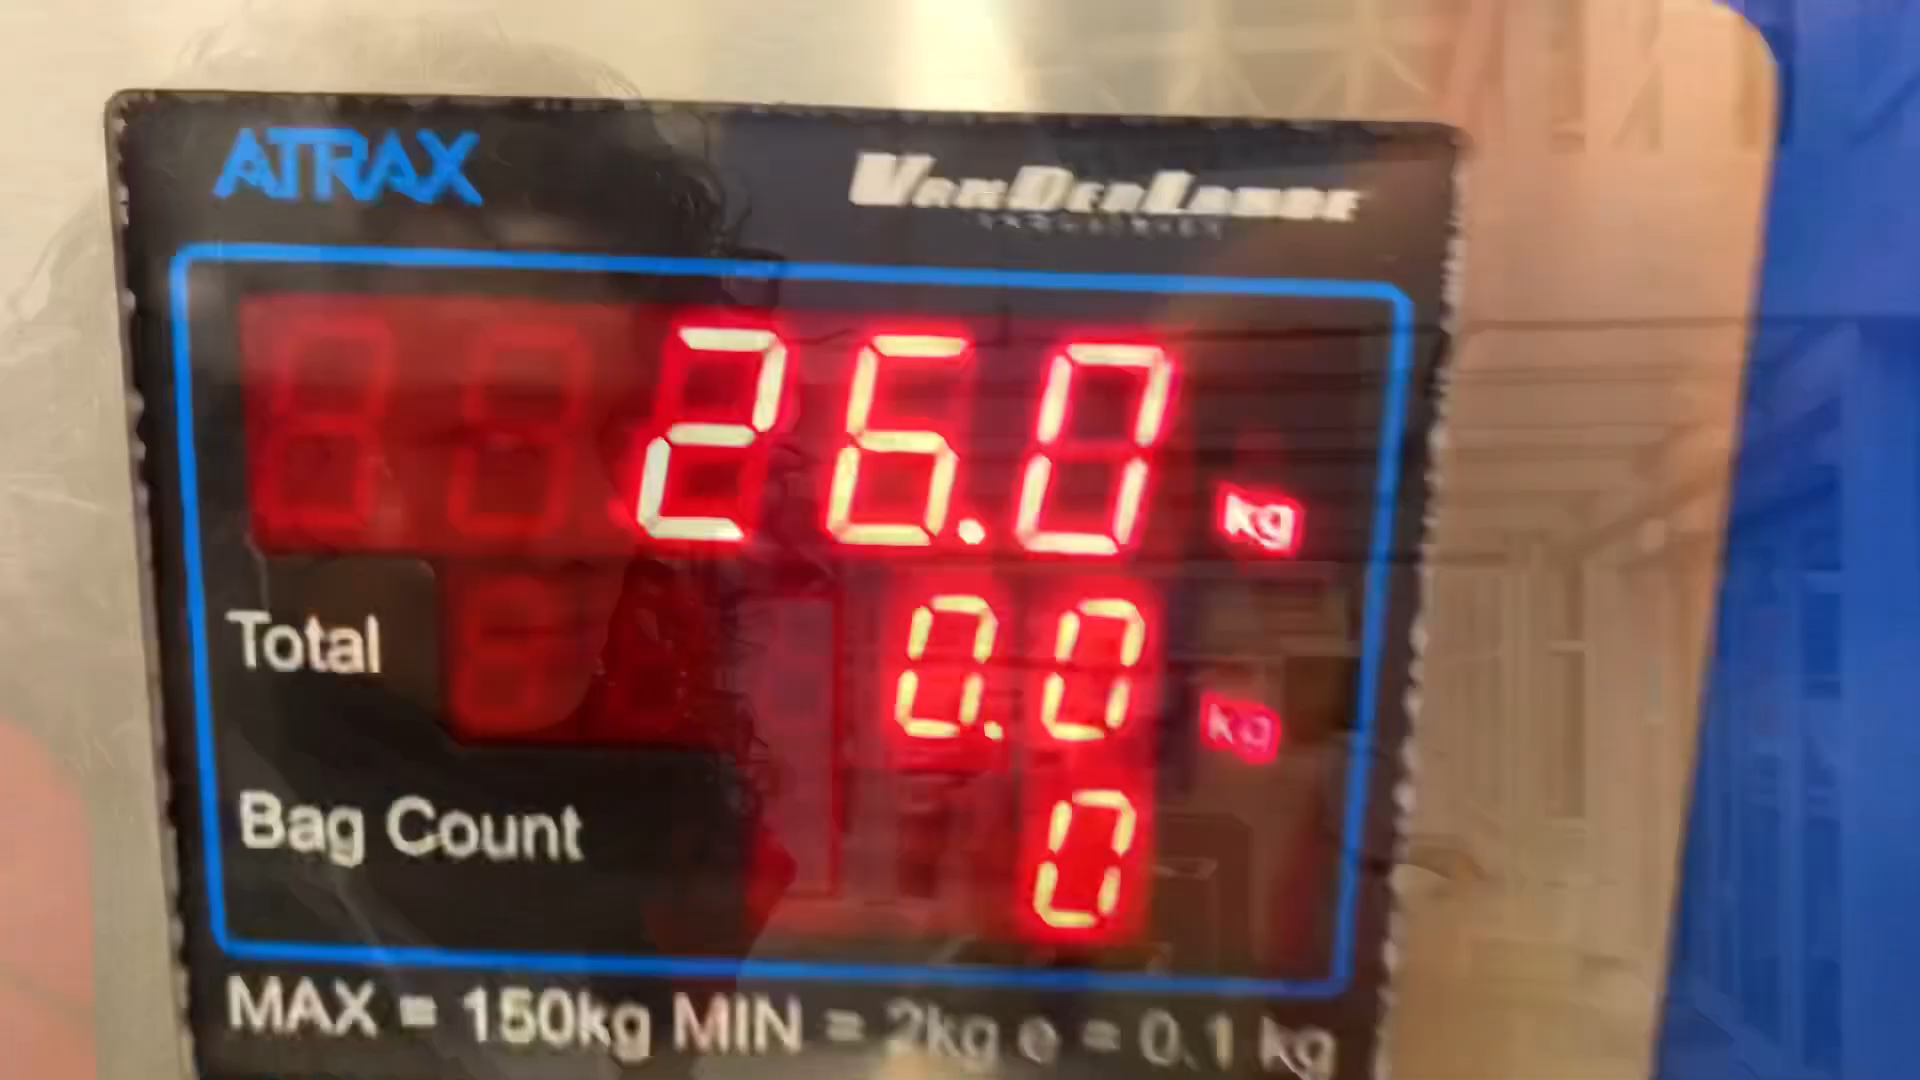 ATRAX VANDERLANDE
INDUSTRIES
26.0 kg
Total 0.0 kg
Bag Count 0
MAX = 150kg MIN = 2kg e = 0.1 kg